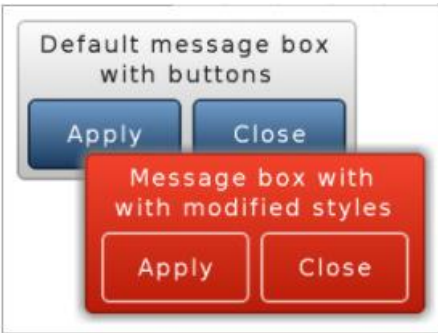 Default message box
with buttons
Apply Close
Message box with
with modified styles
Apply Close